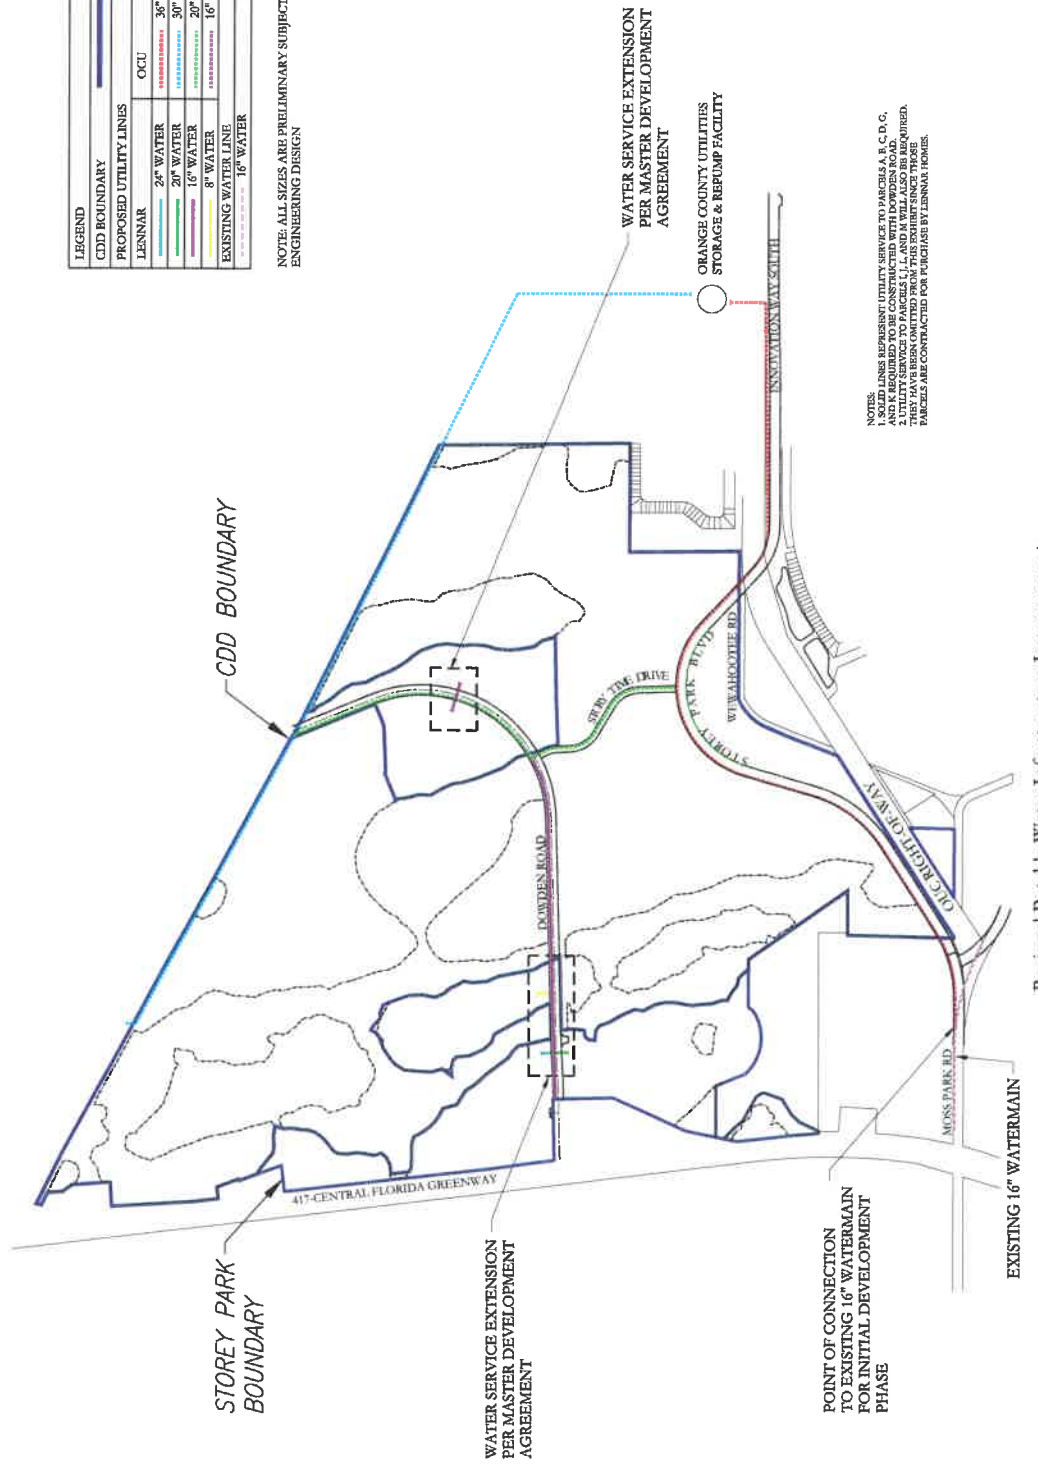 LEGEND
CDD BOUNDARY
PROPOSED UTILITY LINES
LENNAR OCU
24" WATER 36"
20" WATER 30"
16" WATER 20"
8" WATER 16"
EXISTING WATER LINE
16" WATER
NOTE: ALL SIZES ARE PRELIMINARY SUBJECT
ENGINEERING DESIGN
WATER SERVICE EXTENSION
PER MASTER DEVELOPMENT
AGREEMENT
ORANGE COUNTY UTILITIES
STORAGE & REPUMP FACILITY
NOTES:
1. SOLID LINES REPRESENT UTILITY SERVICE TO PARCELS A, B, C, D, G,
AND K REQUIRED TO BE CONSTRUCTED WITH DOWDEN ROAD.
2. UTILITY SERVICE TO PARCELS I, J, L AND M WILL ALSO BE REQUIRED.
THEY HAVE BEEN OMITTED FROM THIS EXHIBIT SINCE THOSE
PARCELS ARE CONTRACTED FOR PURCHASE BY LENNAR HOMES.
CDD BOUNDARY
INNOVATION WAY SOUTH
STORY TIME DRIVE
STOREY PARK BLVD
WEWAHOOTEE RD
STOREY
DOWDEN ROAD
OUC RIGHT-OF-WAY
417-CENTRAL FLORIDA GREENWAY
MOSS PARK RD
STOREY PARK
BOUNDARY
WATER SERVICE EXTENSION
PER MASTER DEVELOPMENT
AGREEMENT
POINT OF CONNECTION
TO EXISTING 16" WATERMAIN
FOR INITIAL DEVELOPMENT
PHASE
EXISTING 16" WATERMAIN